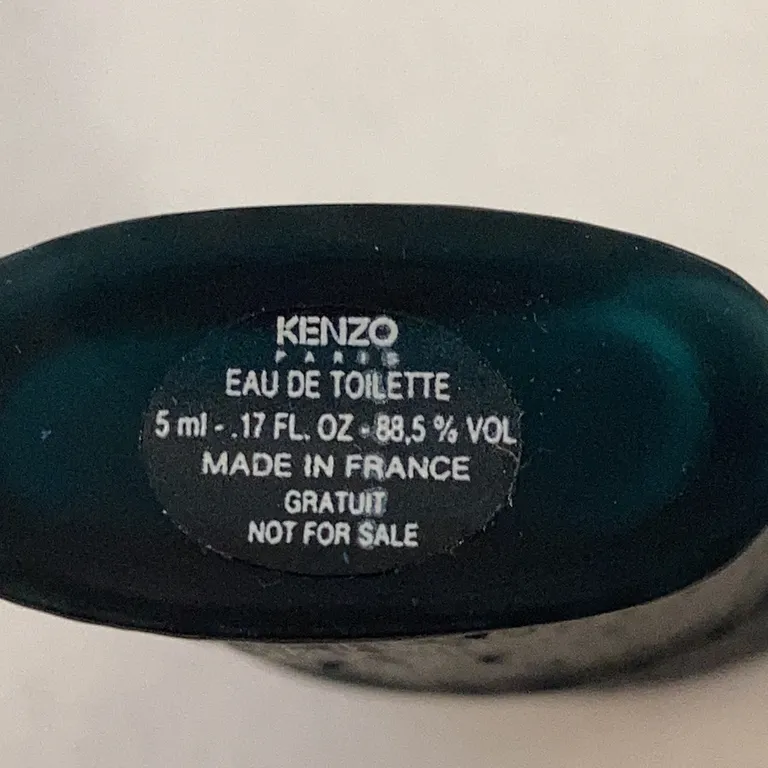 KENZO
PARIS
EAU DE TOILETTE
5 ml - .17 FL. OZ - 88,5 % VOL
MADE IN FRANCE
GRATUIT
NOT FOR SALE